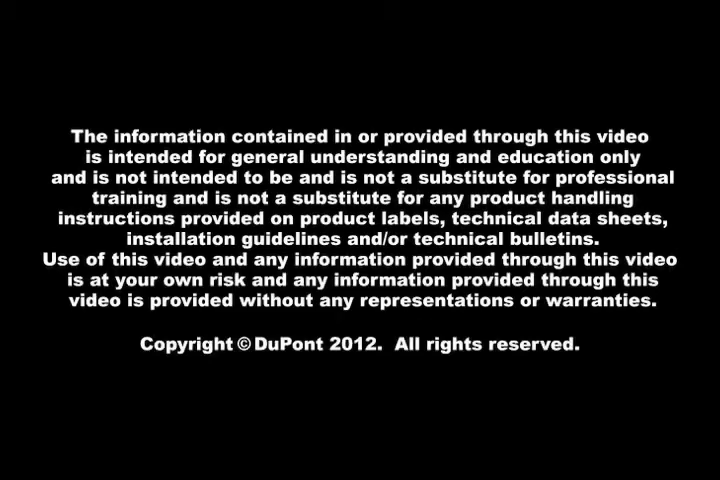 The information contained in or provided through this video
is intended for general understanding and education only
and is not intended to be and is not a substitute for professional
training and is not a substitute for any product handling
instructions provided on product labels, technical data sheets,
installation guidelines and/or technical bulletins.
Use of this video and any information provided through this video
is at your own risk and any information provided through this
video is provided without any representations or warranties.
Copyright © DuPont 2012.  All rights reserved.